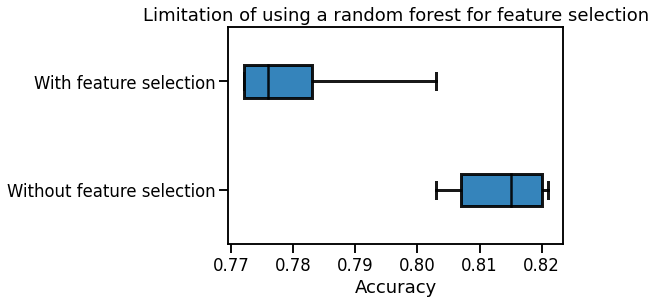 Limitation of using a random forest for feature selection
With feature selection
Without feature selection
0.77 0.78 0.79 0.80 0.81 0.82
Accuracy